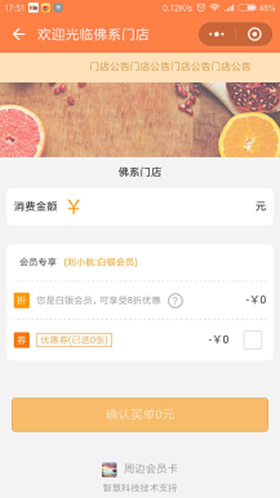 17:51 0.12K/s 48%
欢迎光临佛系门店
门店公告门店公告门店公告门店公告
佛系门店
消费金额 ¥ 元
会员专享 (刘小航:白银会员)
折 您是白银会员，可享受8折优惠 ? -¥0
券 优惠券(已选0张) -¥0
确认买单0元
周边会员卡
智慧科技技术支持